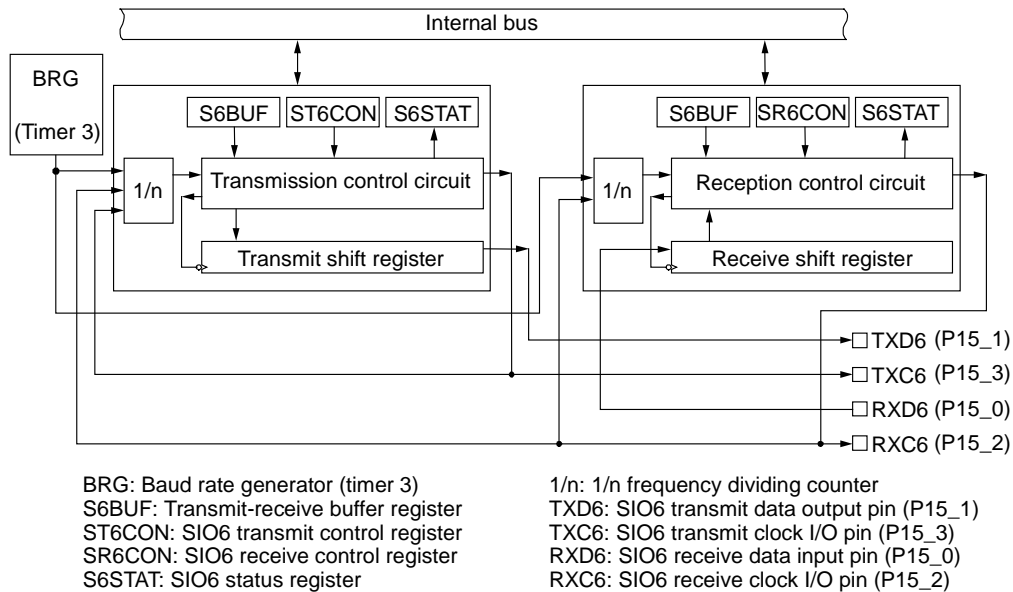 Internal bus
BRG
(Timer 3)
S6BUF
ST6CON
S6STAT
1/n
Transmission control circuit
Transmit shift register
S6BUF
SR6CON
S6STAT
1/n
Reception control circuit
Receive shift register
TXD6 (P15_1)
TXC6 (P15_3)
RXD6 (P15_0)
RXC6 (P15_2)
BRG: Baud rate generator (timer 3)
S6BUF: Transmit-receive buffer register
ST6CON: SIO6 transmit control register
SR6CON: SIO6 receive control register
S6STAT: SIO6 status register
1/n: 1/n frequency dividing counter
TXD6: SIO6 transmit data output pin (P15_1)
TXC6: SIO6 transmit clock I/O pin (P15_3)
RXD6: SIO6 receive data input pin (P15_0)
RXC6: SIO6 receive clock I/O pin (P15_2)